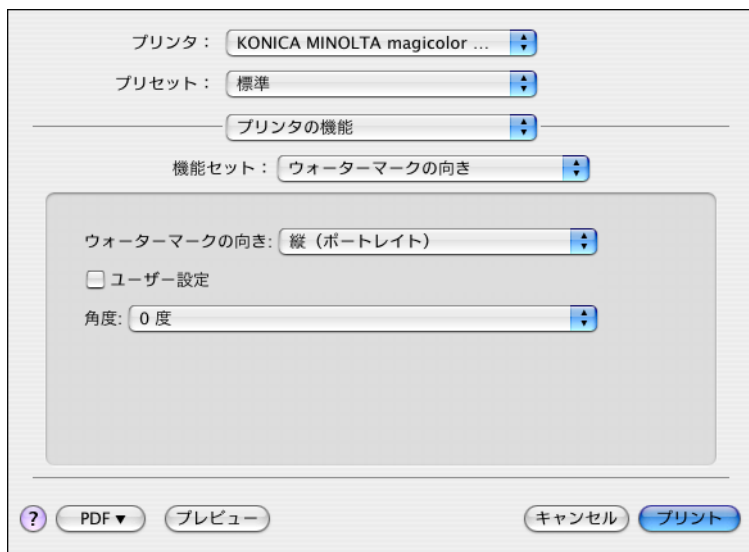 プリンタ： KONICA MINOLTA magicolor ...
プリセット： 標準
プリンタの機能
機能セット： ウォーターマークの向き
ウォーターマークの向き: 縦（ポートレイト）
ユーザー設定
角度: 0 度
? PDF▼ プレビュー キャンセル プリント